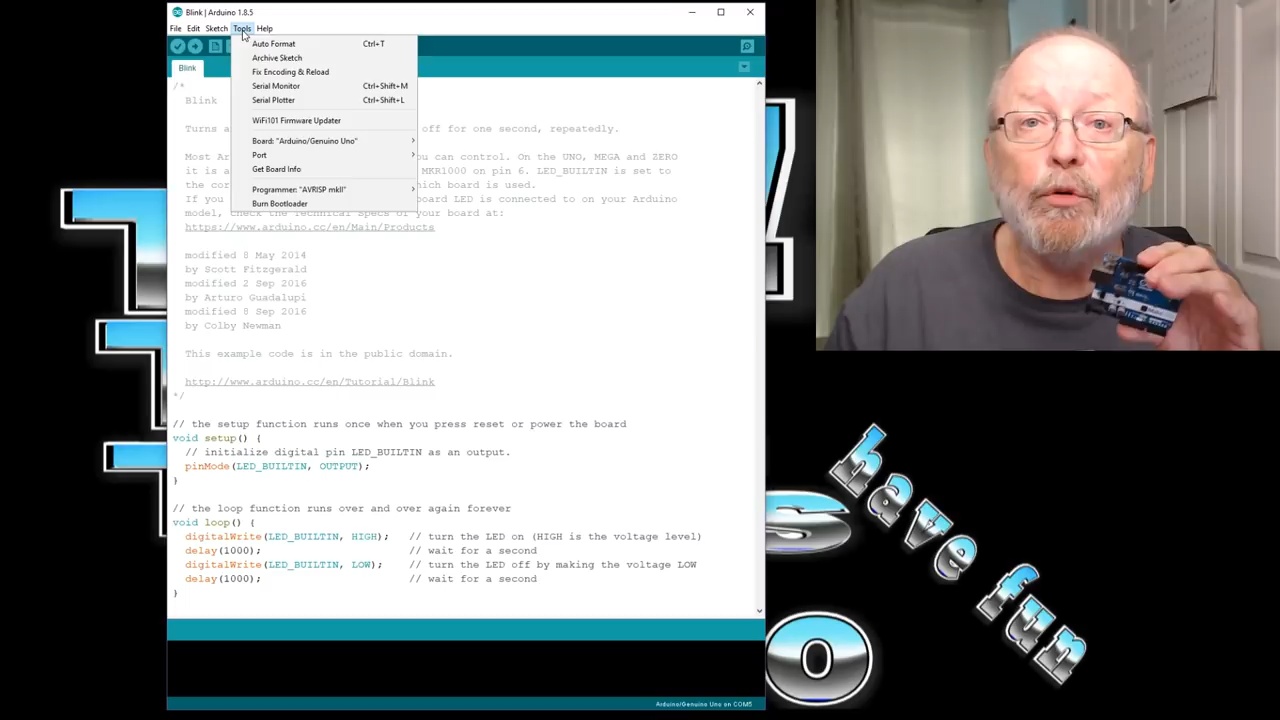 Blink | Arduino 1.8.5
File Edit Sketch Tools Help
Auto Format Ctrl+T
Archive Sketch
Fix Encoding & Reload
Serial Monitor Ctrl+Shift+M
Serial Plotter Ctrl+Shift+L
WiFi101 Firmware Updater
Board: "Arduino/Genuino Uno"
Port
Get Board Info
Programmer: "AVRISP mkII"
Burn Bootloader
Blink
/*
Blink
Turns a off for one second, repeatedly.
Most Ar ou can control. On the UNO, MEGA and ZERO
it is a MKR1000 on pin 6. LED_BUILTIN is set to
the cor hich board is used.
If you board LED is connected to on your Arduino
model, check the Technical Specs of your board at:
https://www.arduino.cc/en/Main/Products
modified 8 May 2014
by Scott Fitzgerald
modified 2 Sep 2016
by Arturo Guadalupi
modified 8 Sep 2016
by Colby Newman
This example code is in the public domain.
http://www.arduino.cc/en/Tutorial/Blink
*/
// the setup function runs once when you press reset or power the board
void setup() {
// initialize digital pin LED_BUILTIN as an output.
pinMode(LED_BUILTIN, OUTPUT);
}
// the loop function runs over and over again forever
void loop() {
digitalWrite(LED_BUILTIN, HIGH); // turn the LED on (HIGH is the voltage level)
delay(1000); // wait for a second
digitalWrite(LED_BUILTIN, LOW); // turn the LED off by making the voltage LOW
delay(1000); // wait for a second
}
Arduino/Genuino Uno on COM5
have fun